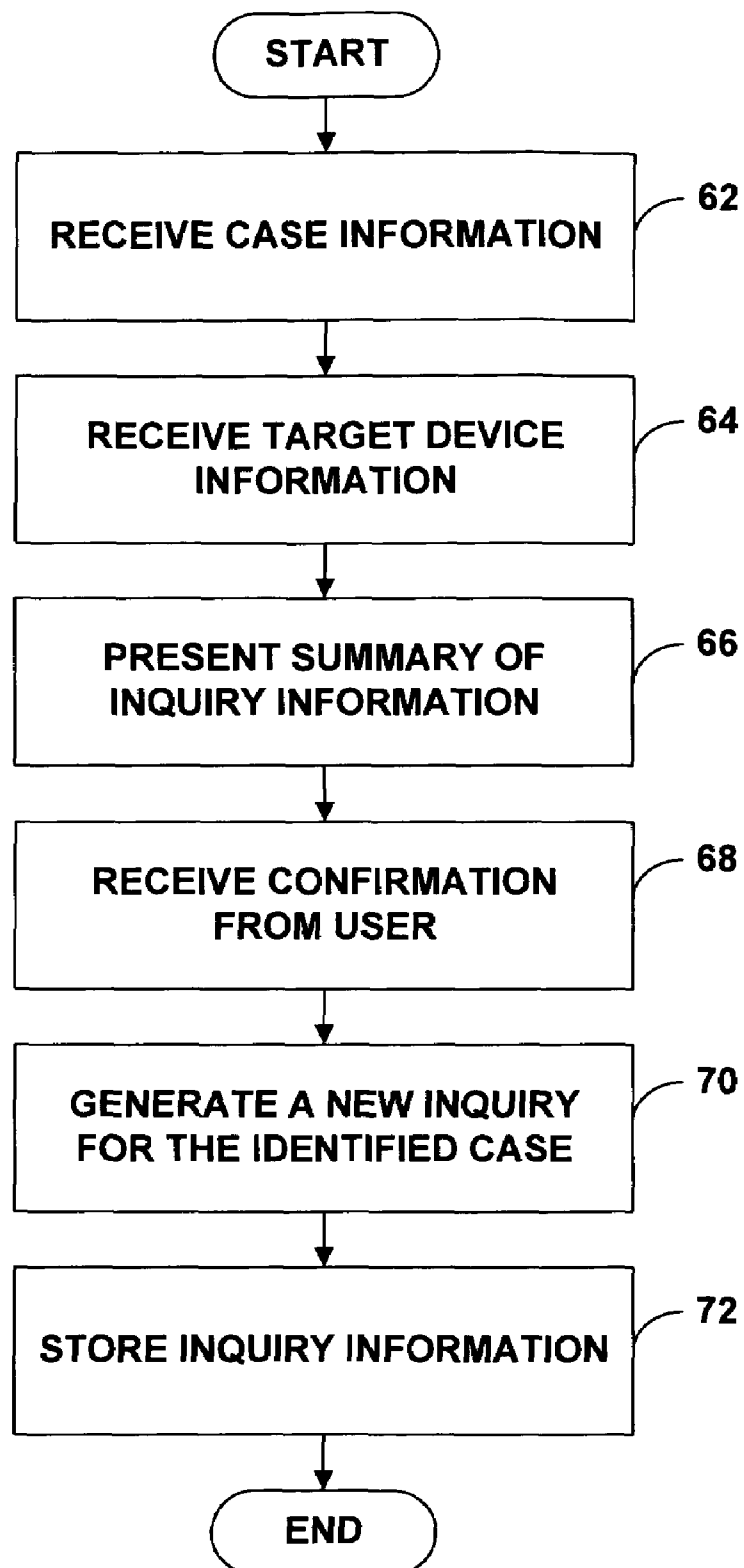 START
RECEIVE CASE INFORMATION
62
RECEIVE TARGET DEVICE
INFORMATION
64
PRESENT SUMMARY OF
INQUIRY INFORMATION
66
RECEIVE CONFIRMATION
FROM USER
68
GENERATE A NEW INQUIRY
FOR THE IDENTIFIED CASE
70
STORE INQUIRY INFORMATION
72
END